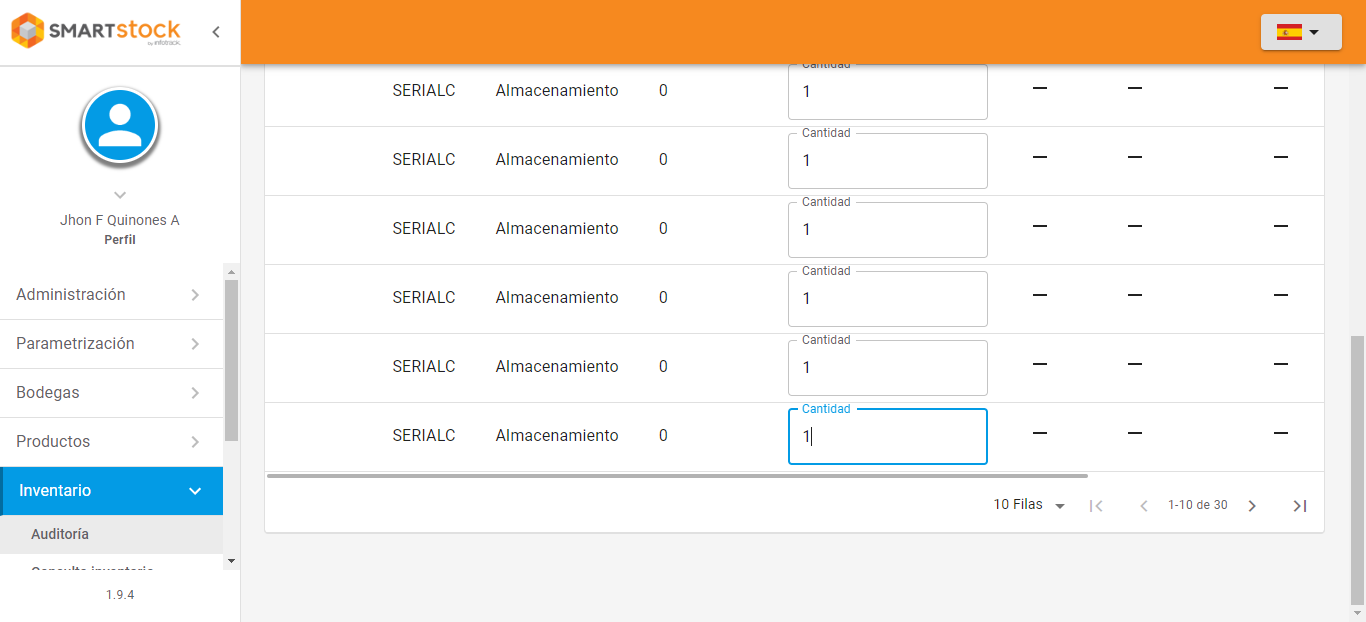 SMARTstock
by infotrack.
Jhon F Quinones A
Perfil
Administración
Parametrización
Bodegas
Productos
Inventario
Auditoría
Consulta inventario
1.9.4
Cantidad
SERIALC Almacenamiento 0 1 — — —
Cantidad
SERIALC Almacenamiento 0 1 — — —
Cantidad
SERIALC Almacenamiento 0 1 — — —
Cantidad
SERIALC Almacenamiento 0 1 — — —
Cantidad
SERIALC Almacenamiento 0 1 — — —
Cantidad
SERIALC Almacenamiento 0 1 — — —
10 Filas 1-10 de 30